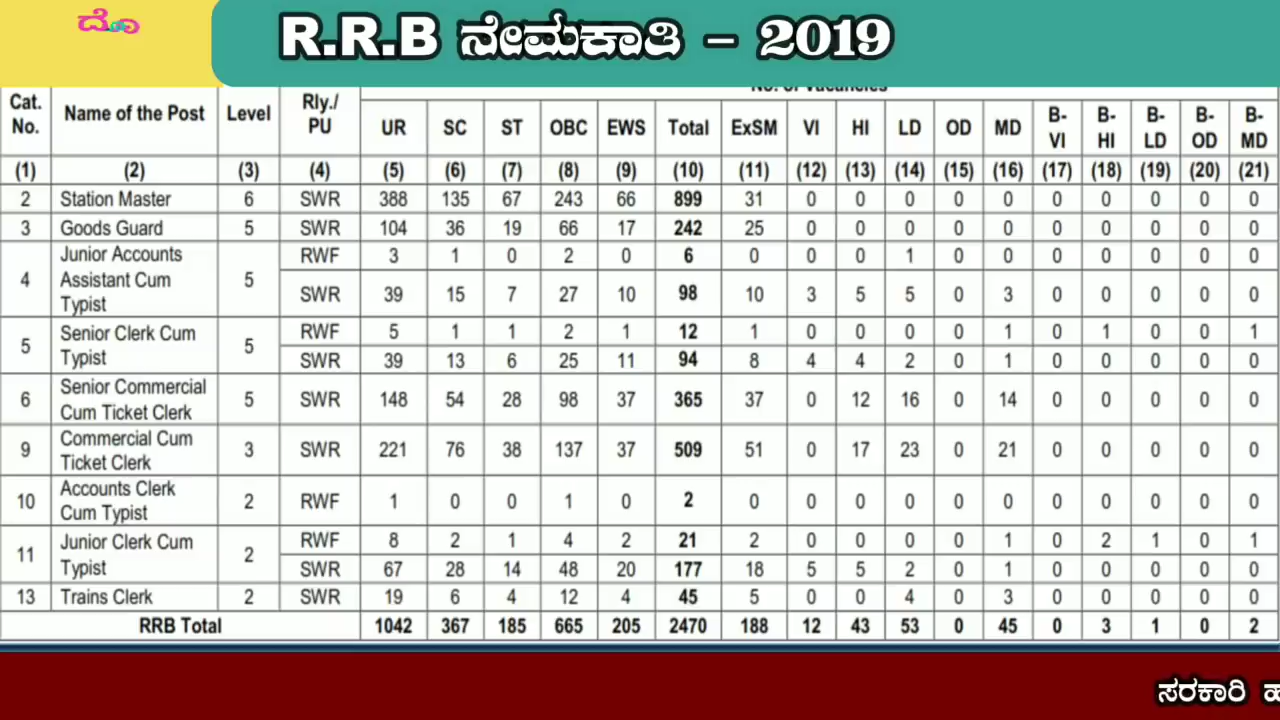 ದೊ
R.R.B ನೇಮಕಾತಿ – 2019
No. of Vacancies
Cat. No. Name of the Post Level Rly./ PU UR SC ST OBC EWS Total ExSM VI HI LD OD MD B-VI B-HI B-LD B-OD B-MD
(1) (2) (3) (4) (5) (6) (7) (8) (9) (10) (11) (12) (13) (14) (15) (16) (17) (18) (19) (20) (21)
2 Station Master 6 SWR 388 135 67 243 66 899 31 0 0 0 0 0 0 0 0 0 0
3 Goods Guard 5 SWR 104 36 19 66 17 242 25 0 0 0 0 0 0 0 0 0 0
4 Junior Accounts Assistant Cum Typist 5 RWF 3 1 0 2 0 6 0 0 0 1 0 0 0 0 0 0 0
SWR 39 15 7 27 10 98 10 3 5 5 0 3 0 0 0 0 0
5 Senior Clerk Cum Typist 5 RWF 5 1 1 2 1 12 1 0 0 0 0 1 0 1 0 0 1
SWR 39 13 6 25 11 94 8 4 4 2 0 1 0 0 0 0 0
6 Senior Commercial Cum Ticket Clerk 5 SWR 148 54 28 98 37 365 37 0 12 16 0 14 0 0 0 0 0
9 Commercial Cum Ticket Clerk 3 SWR 221 76 38 137 37 509 51 0 17 23 0 21 0 0 0 0 0
10 Accounts Clerk Cum Typist 2 RWF 1 0 0 1 0 2 0 0 0 0 0 0 0 0 0 0 0
11 Junior Clerk Cum Typist 2 RWF 8 2 1 4 2 21 2 0 0 0 0 1 0 2 1 0 1
SWR 67 28 14 48 20 177 18 5 5 2 0 1 0 0 0 0 0
13 Trains Clerk 2 SWR 19 6 4 12 4 45 5 0 0 4 0 3 0 0 0 0 0
RRB Total 1042 367 185 665 205 2470 188 12 43 53 0 45 0 3 1 0 2
ಸರಕಾರಿ